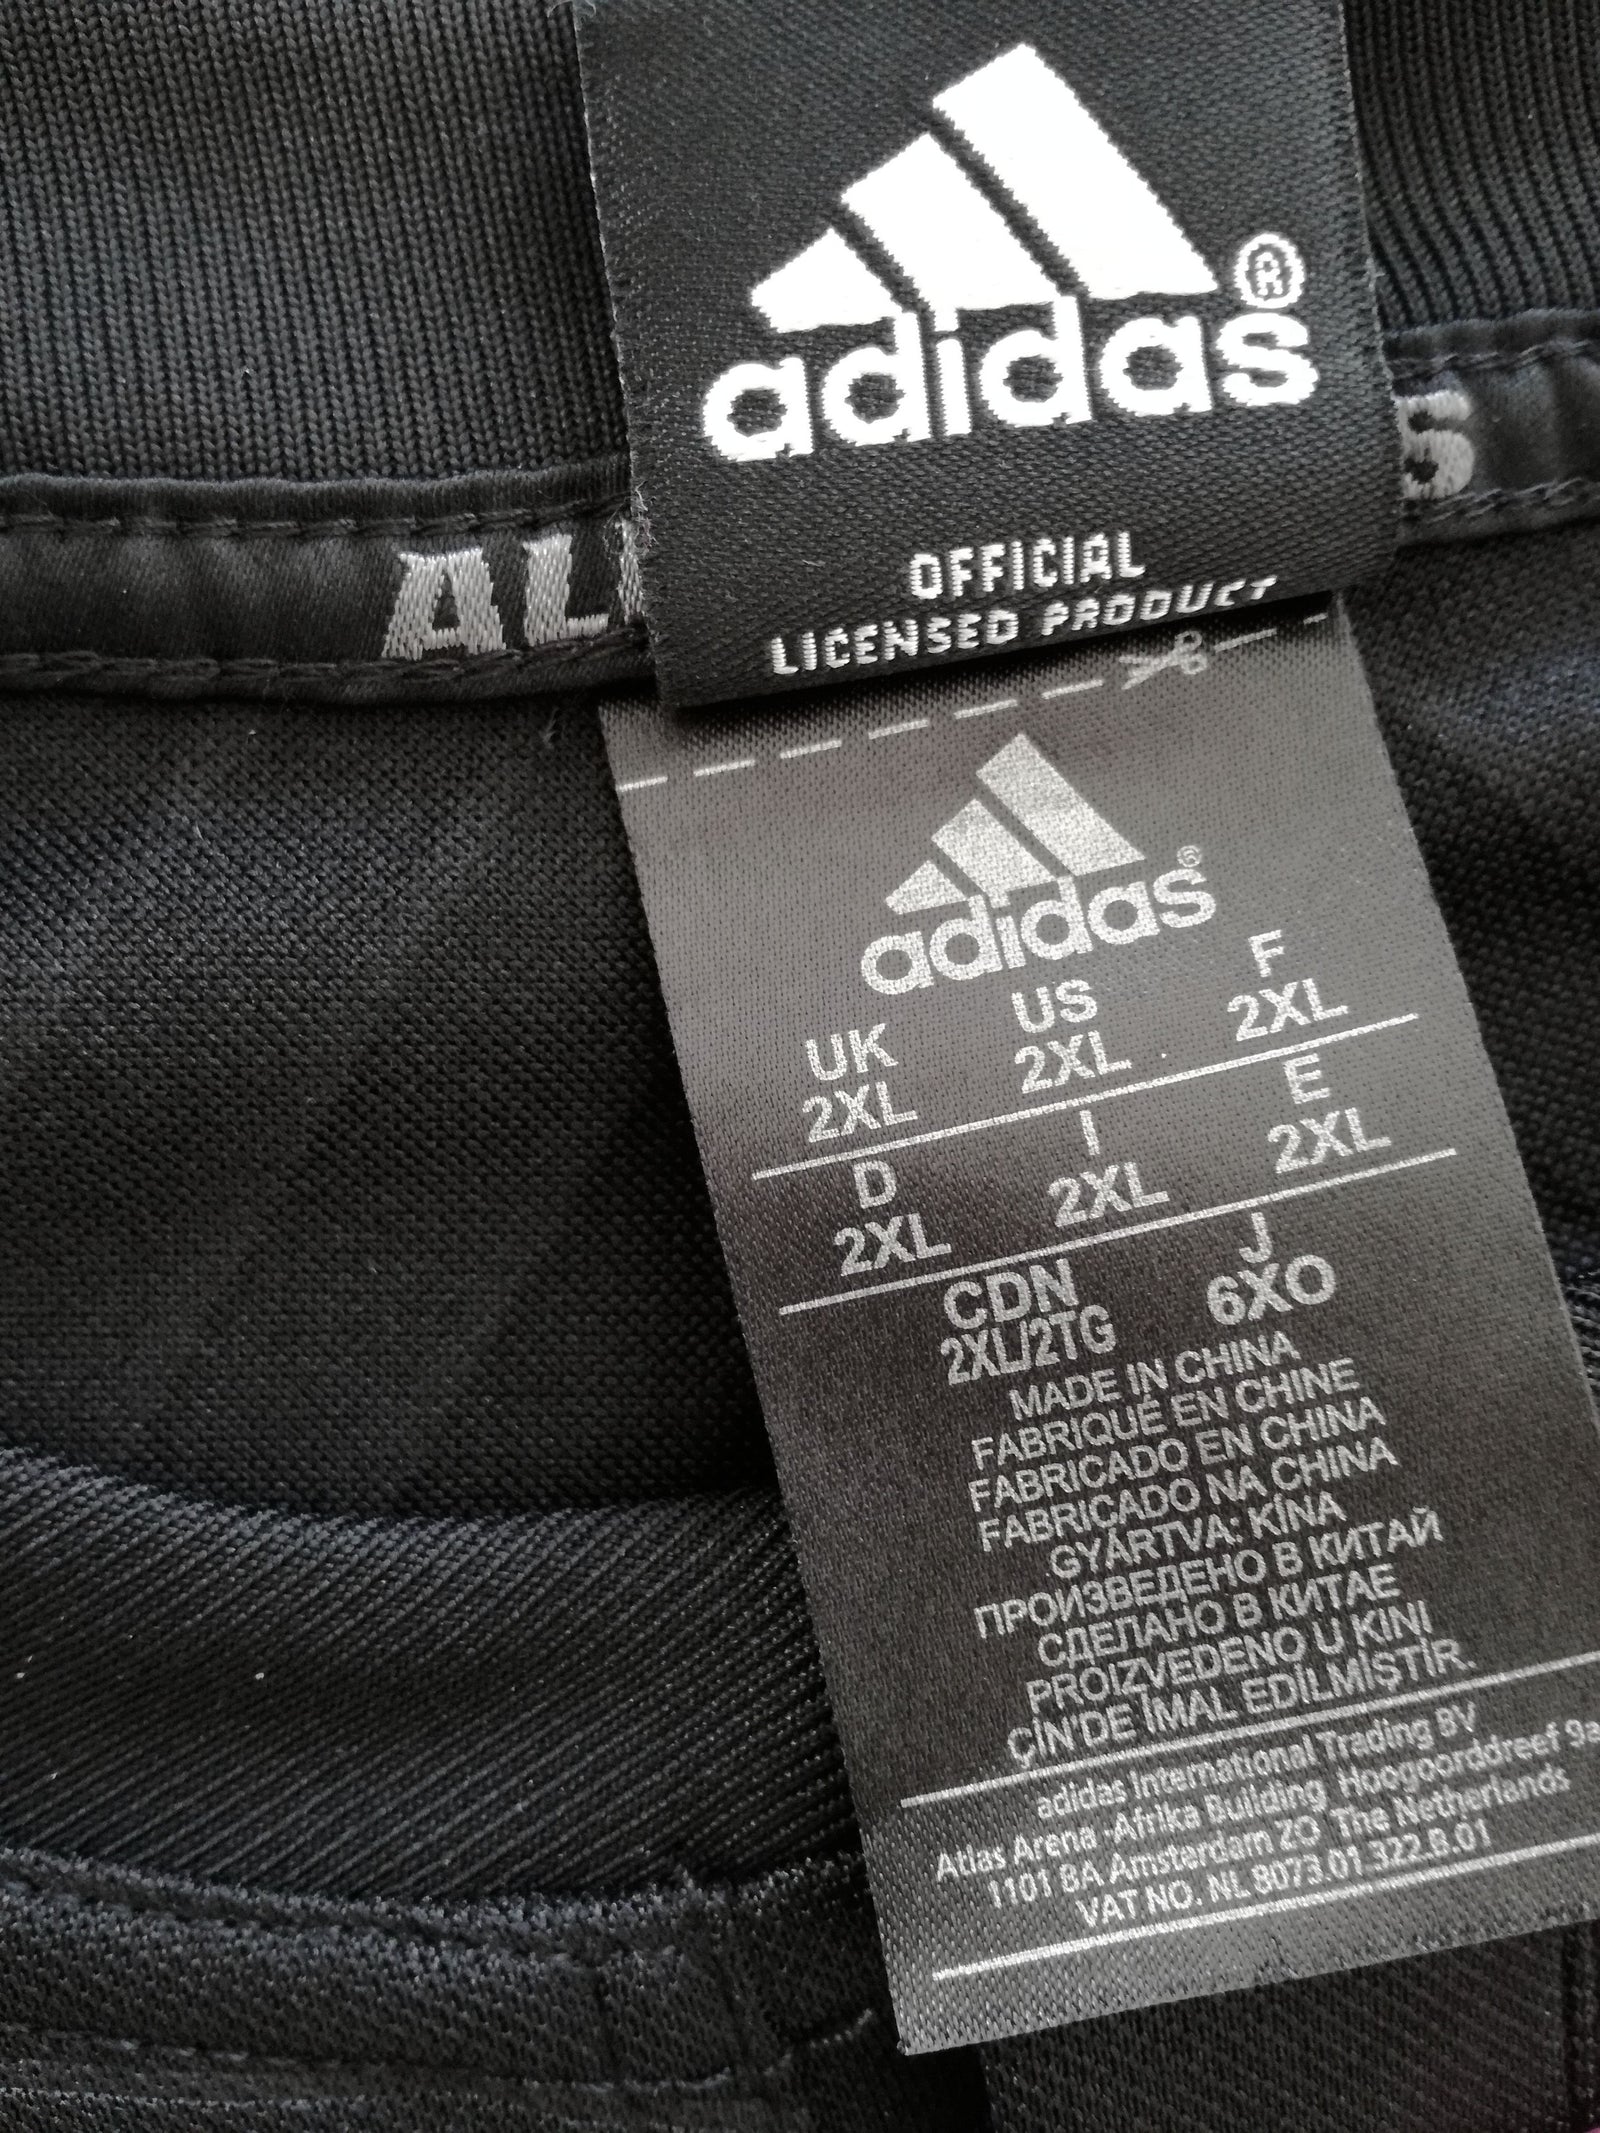 adidas®
AL
S
OFFICIAL
LICENSED PRODUCT
adidas®
UK US F
2XL 2XL 2XL
D I E
2XL 2XL 2XL
CDN J
2XL/2TG 6XO
MADE IN CHINA
FABRIQUÉ EN CHINE
FABRICADO EN CHINA
FABRICADO NA CHINA
GYÁRTVA: KÍNA
ПРОИЗВЕДЕНО В КИТАЙ
СДЕЛАНО В КИТАЕ
PROIZVEDENO U KINI
ÇİN'DE İMAL EDİLMİŞTİR.
adidas International Trading BV
Atlas Arena -Afrika Building, Hoogoorddreef 9a
1101 BA Amsterdam ZO The Netherlands
VAT NO. NL 8073.01.322.B.01